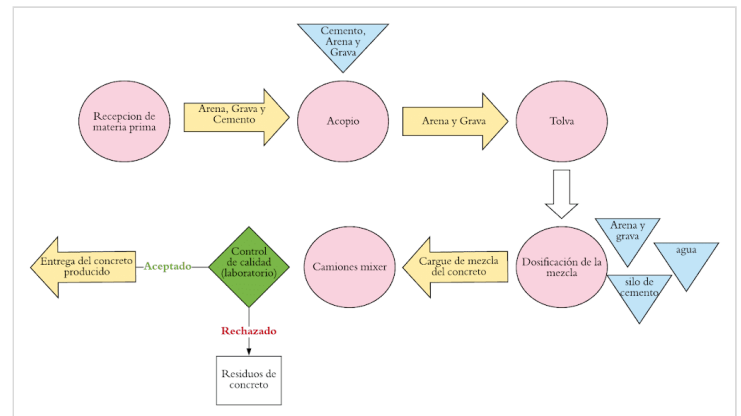 Cemento,
Arena y
Grava
Recepcion de
materia prima
Arena, Grava y
Cemento
Acopio
Arena y Grava
Tolva
Arena y
grava
agua
silo de
cemento
Dosificación de la
mezcla
Cargue de mezcla
del concreto
Camiones mixer
Control
de calidad
(laboratorio)
Aceptado
Entrega del concreto
producido
Rechazado
Residuos de
concreto